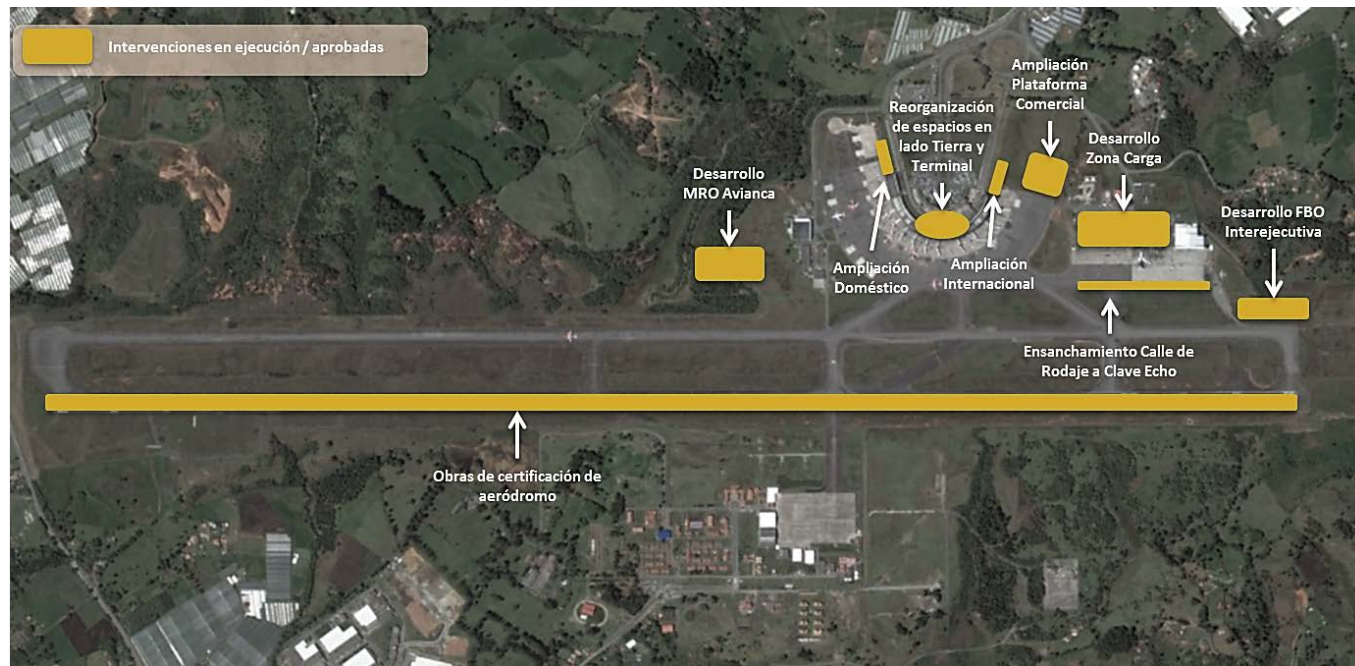 Intervenciones en ejecución / aprobadas
Ampliación
Plataforma
Comercial
Reorganización
de espacios en
lado Tierra y
Terminal
Desarrollo
Zona Carga
Desarrollo
MRO Avianca
Desarrollo FBO
Interejecutiva
Ampliación
Doméstico
Ampliación
Internacional
Ensanchamiento Calle de
Rodaje a Clave Echo
Obras de certificación de
aeródromo